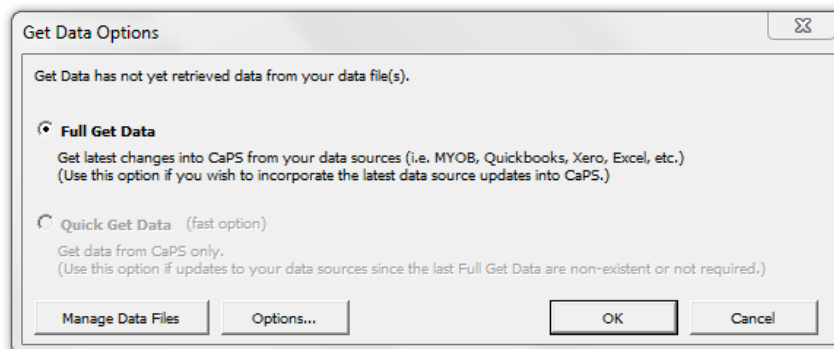 Get Data Options
Get Data has not yet retrieved data from your data file(s).
Full Get Data
Get latest changes into CaPS from your data sources (i.e. MYOB, Quickbooks, Xero, Excel, etc.)
(Use this option if you wish to incorporate the latest data source updates into CaPS.)
Quick Get Data (fast option)
Get data from CaPS only.
(Use this option if updates to your data sources since the last Full Get Data are non-existent or not required.)
Manage Data Files Options... OK Cancel